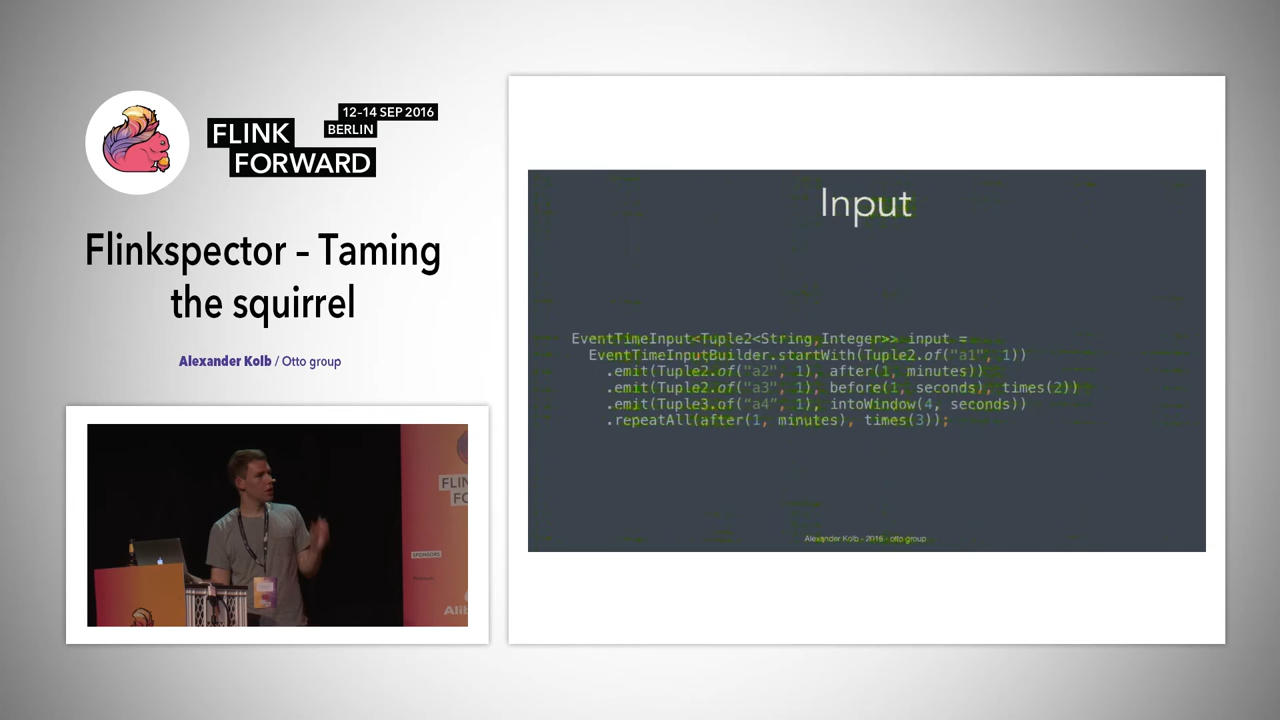 12–14 SEP 2016
BERLIN
FLINK
FORWARD
Flinkspector – Taming
the squirrel
Alexander Kolb / Otto group
FLIN
FO
SPONSORS
Alib
Input
EventTimeInput<Tuple2<String,Integer>> input =
EventTimeInputBuilder.startWith(Tuple2.of("a1", 1))
.emit(Tuple2.of("a2", 1), after(1, minutes))
.emit(Tuple2.of("a3", 1), before(1, seconds), times(2))
.emit(Tuple3.of(“a4”, 1), intoWindow(4, seconds))
.repeatAll(after(1, minutes), times(3));
Alexander Kolb - 2016 - otto group